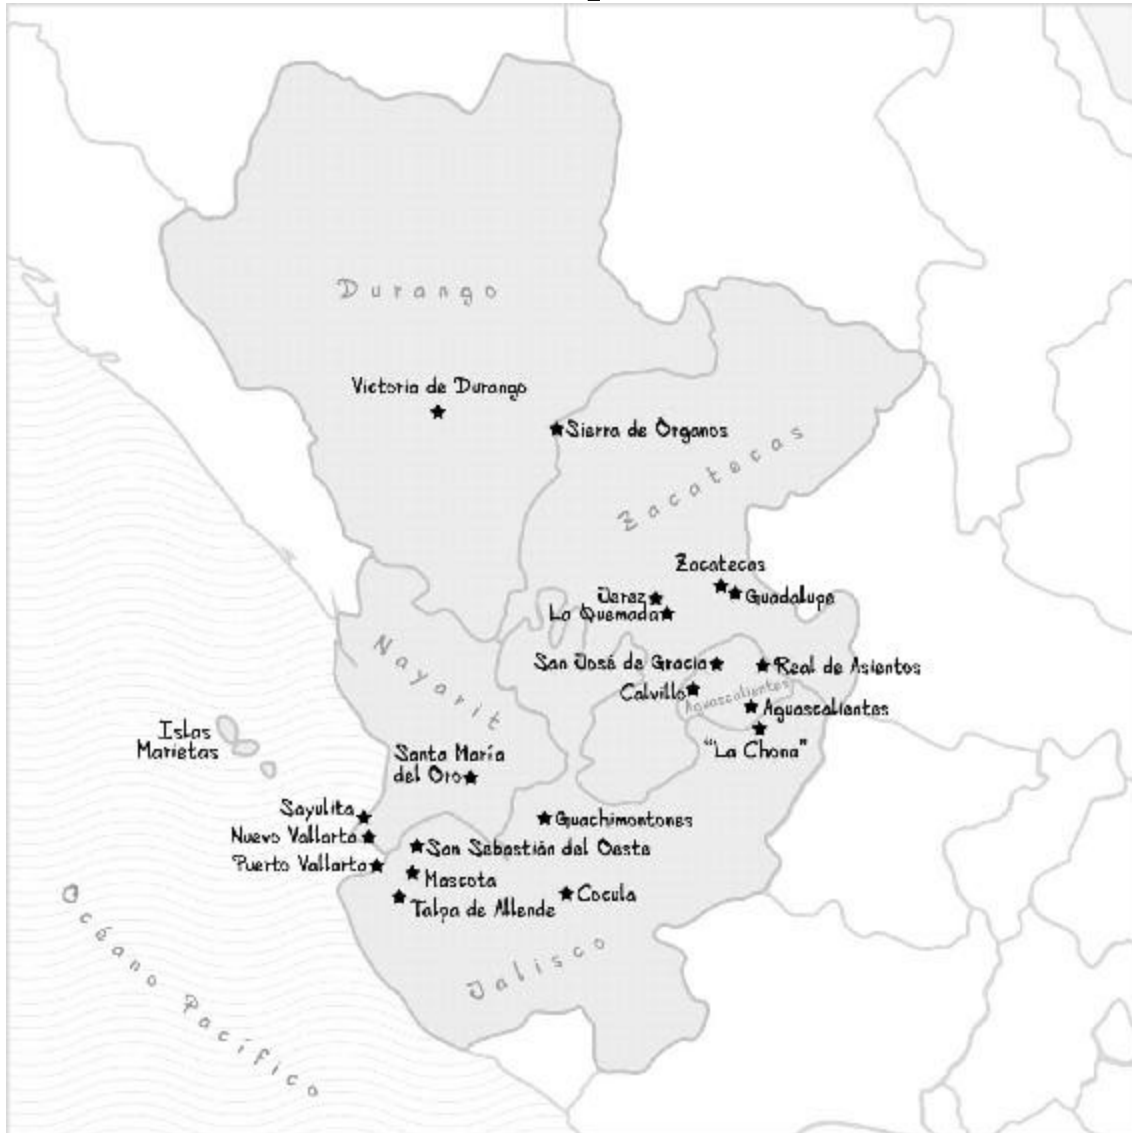 Durango
Victoria de Durango
Sierra de Órganos
Zacatecas
Zacatecas
Jerez
Guadalupe
La Quemada
Nayarit
San José de Gracia
Real de Asientos
Calvillo
Aguascalientes
Aguascalientes
"La Chona"
Islas
Marietas
Santa María
del Oro
Sayulita
Guachimontones
Nuevo Vallarta
San Sebastián del Oeste
Puerto Vallarta
Mascota
Cocula
Talpa de Allende
Jalisco
Océano Pacífico